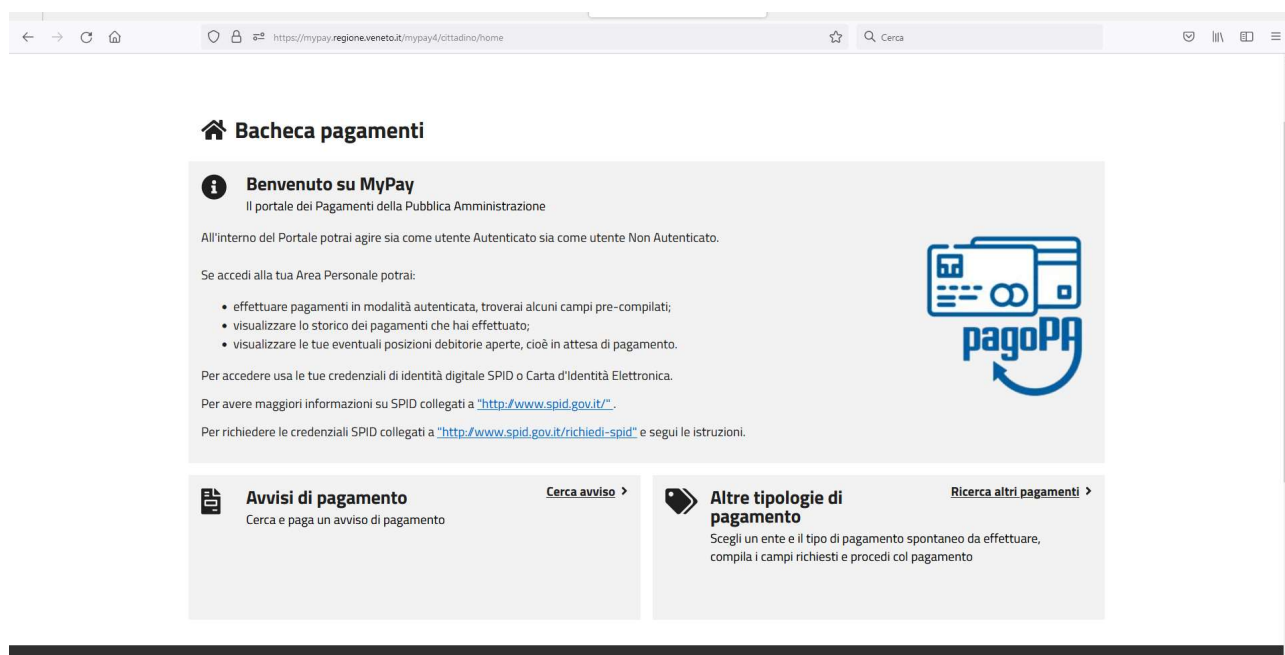 https://mypay.regione.veneto.it/mypay4/cittadino/home
Cerca
Bacheca pagamenti
Benvenuto su MyPay
Il portale dei Pagamenti della Pubblica Amministrazione
All'interno del Portale potrai agire sia come utente Autenticato sia come utente Non Autenticato.
Se accedi alla tua Area Personale potrai:
• effettuare pagamenti in modalità autenticata, troverai alcuni campi pre-compilati;
• visualizzare lo storico dei pagamenti che hai effettuato;
• visualizzare le tue eventuali posizioni debitorie aperte, cioè in attesa di pagamento.
Per accedere usa le tue credenziali di identità digitale SPID o Carta d'Identità Elettronica.
Per avere maggiori informazioni su SPID collegati a "http://www.spid.gov.it/" .
Per richiedere le credenziali SPID collegati a "http://www.spid.gov.it/richiedi-spid" e segui le istruzioni.
pagoPA
Avvisi di pagamento
Cerca avviso >
Cerca e paga un avviso di pagamento
Altre tipologie di
pagamento
Ricerca altri pagamenti >
Scegli un ente e il tipo di pagamento spontaneo da effettuare,
compila i campi richiesti e procedi col pagamento